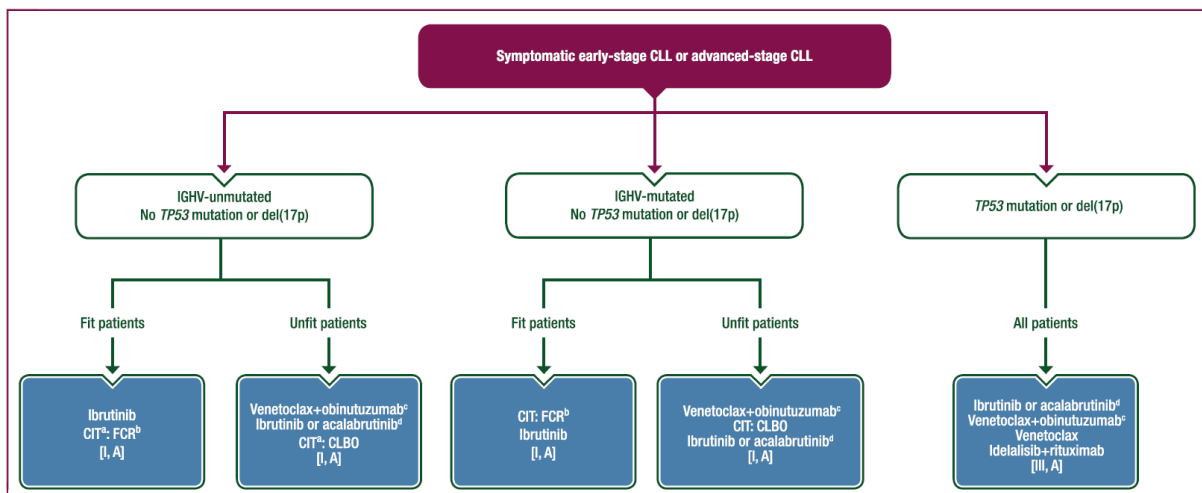 Symptomatic early-stage CLL or advanced-stage CLL
IGHV-unmutated
No TP53 mutation or del(17p)
IGHV-mutated
No TP53 mutation or del(17p)
TP53 mutation or del(17p)
Fit patients
Unfit patients
Fit patients
Unfit patients
All patients
Ibrutinib
CITᵃ: FCRᵇ
[I, A]
Venetoclax+obinutuzumabᶜ
Ibrutinib or acalabrutinibᵈ
CITᵃ: CLBO
[I, A]
CIT: FCRᵇ
Ibrutinib
[I, A]
Venetoclax+obinutuzumabᶜ
CIT: CLBO
Ibrutinib or acalabrutinibᵈ
[I, A]
Ibrutinib or acalabrutinibᵈ
Venetoclax+obinutuzumabᶜ
Venetoclax
Idelalisib+rituximab
[III, A]